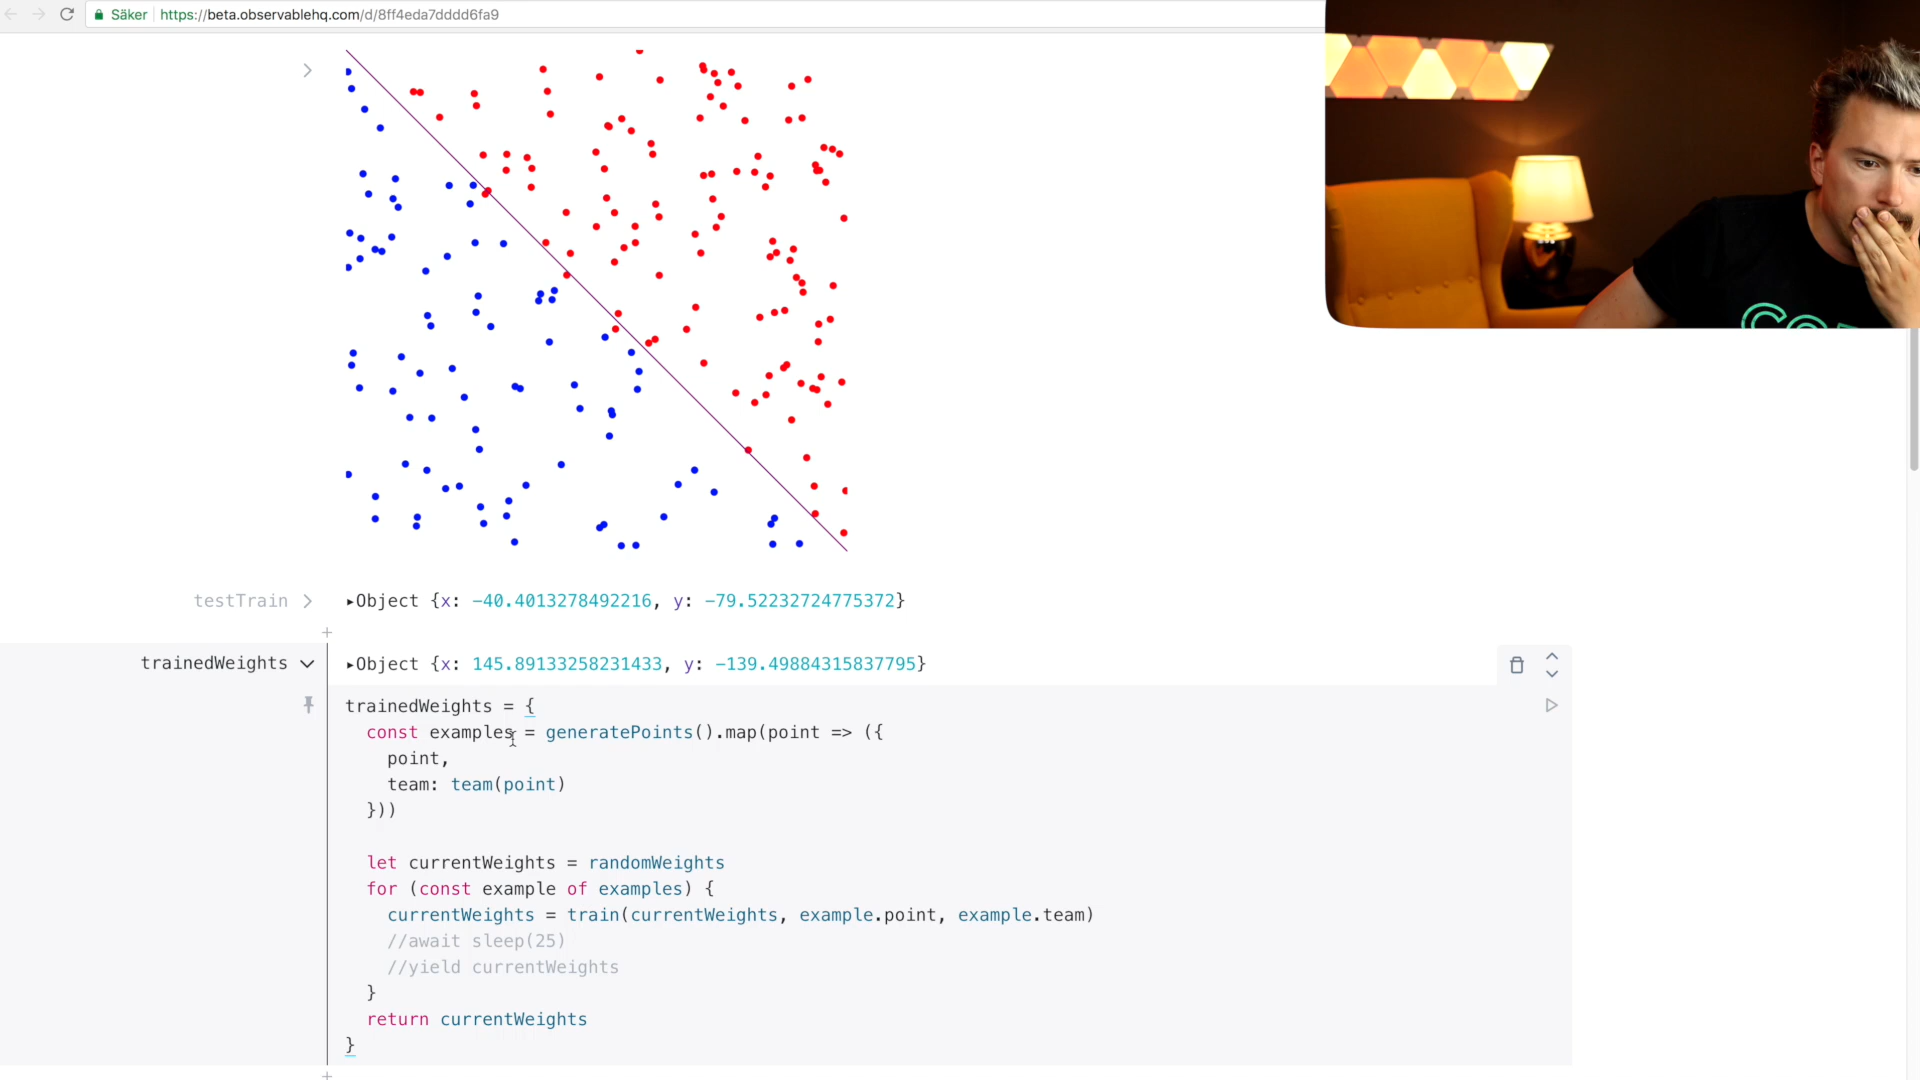 Säker https://beta.observablehq.com/d/8ff4eda7dddd6fa9
testTrain ▸Object {x: -40.4013278492216, y: -79.52232724775372}
trainedWeights ▸Object {x: 145.89133258231433, y: -139.49884315837795}
trainedWeights = {
const examples = generatePoints().map(point => ({
point,
team: team(point)
}))
let currentWeights = randomWeights
for (const example of examples) {
currentWeights = train(currentWeights, example.point, example.team)
//await sleep(25)
//yield currentWeights
}
return currentWeights
}